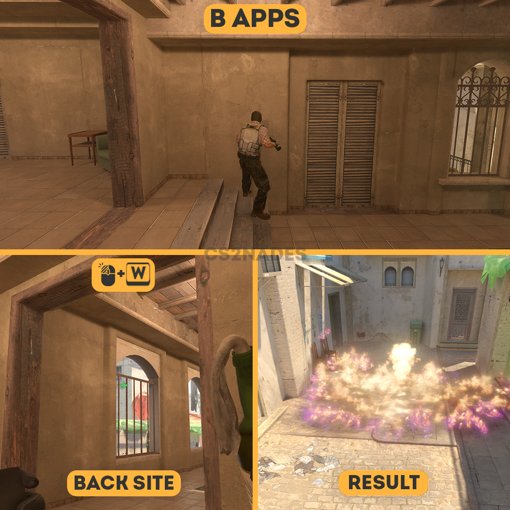 B APPS
CS2NADES
+ W
BACK SITE
RESULT